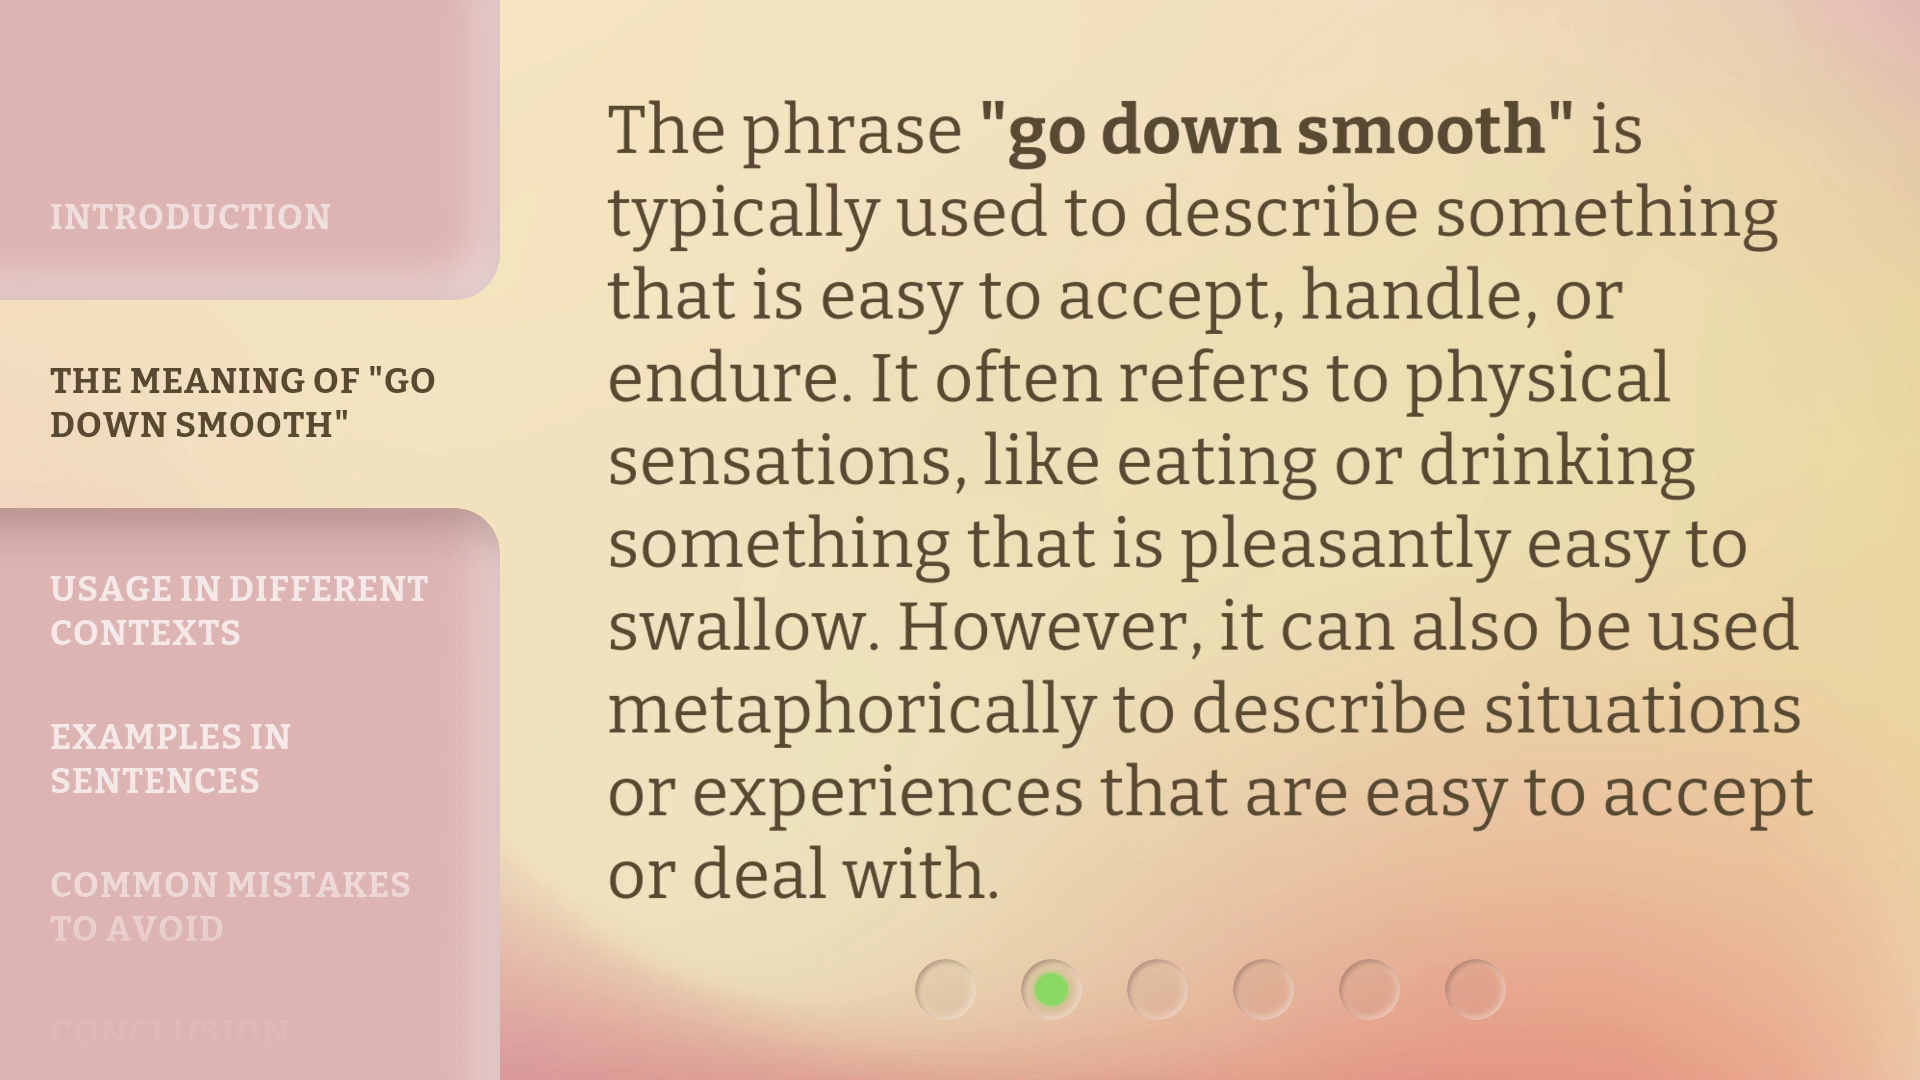 INTRODUCTION
THE MEANING OF "GO
DOWN SMOOTH"
USAGE IN DIFFERENT
CONTEXTS
EXAMPLES IN
SENTENCES
COMMON MISTAKES
TO AVOID
CONCLUSION
The phrase "go down smooth" is
typically used to describe something
that is easy to accept, handle, or
endure. It often refers to physical
sensations, like eating or drinking
something that is pleasantly easy to
swallow. However, it can also be used
metaphorically to describe situations
or experiences that are easy to accept
or deal with.